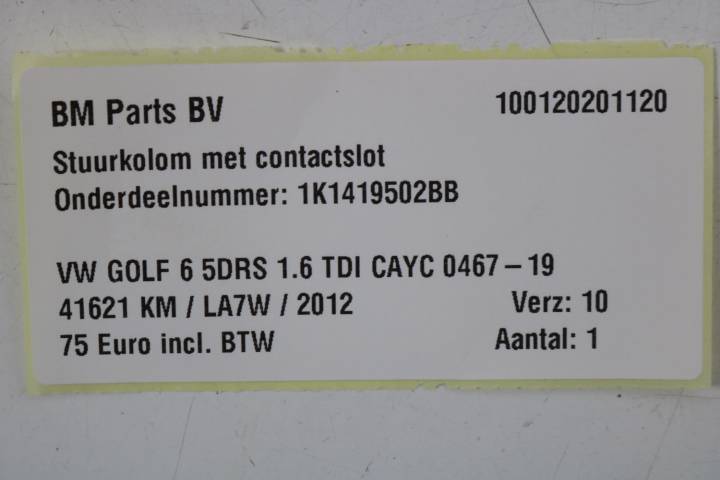 BM Parts BV 100120201120
Stuurkolom met contactslot
Onderdeelnummer: 1K1419502BB
VW GOLF 6 5DRS 1.6 TDI CAYC 0467 – 19
41621 KM / LA7W / 2012 Verz: 10
75 Euro incl. BTW Aantal: 1